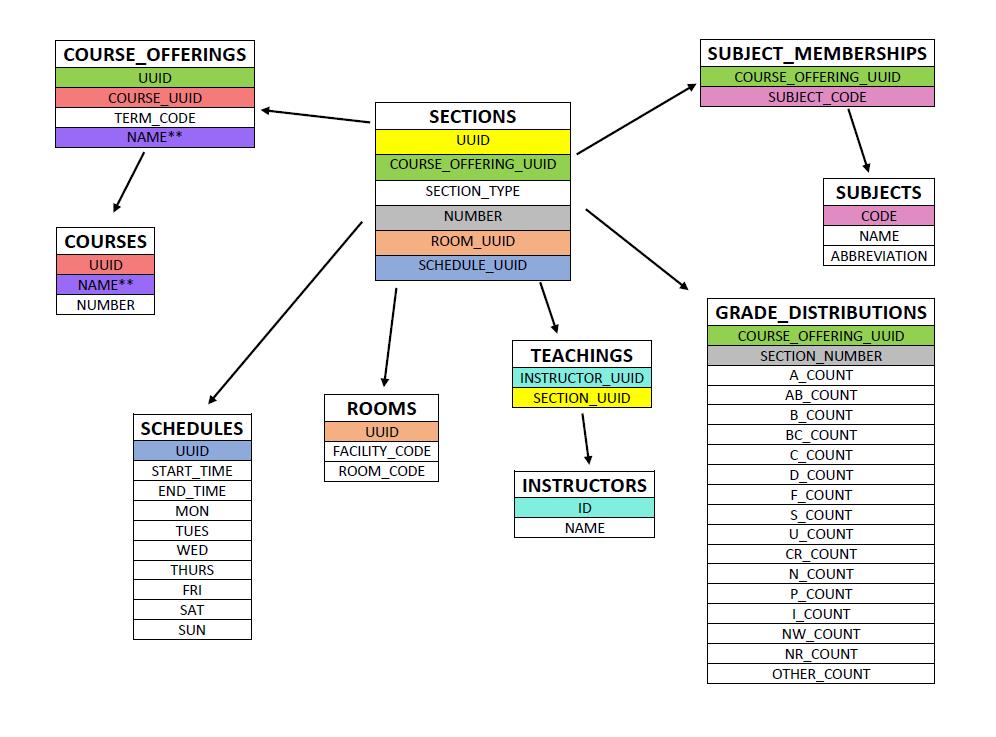 COURSE_OFFERINGS
UUID
COURSE_UUID
TERM_CODE
NAME**
COURSES
UUID
NAME**
NUMBER
SECTIONS
UUID
COURSE_OFFERING_UUID
SECTION_TYPE
NUMBER
ROOM_UUID
SCHEDULE_UUID
SUBJECT_MEMBERSHIPS
COURSE_OFFERING_UUID
SUBJECT_CODE
SUBJECTS
CODE
NAME
ABBREVIATION
SCHEDULES
UUID
START_TIME
END_TIME
MON
TUES
WED
THURS
FRI
SAT
SUN
ROOMS
UUID
FACILITY_CODE
ROOM_CODE
TEACHINGS
INSTRUCTOR_UUID
SECTION_UUID
INSTRUCTORS
ID
NAME
GRADE_DISTRIBUTIONS
COURSE_OFFERING_UUID
SECTION_NUMBER
A_COUNT
AB_COUNT
B_COUNT
BC_COUNT
C_COUNT
D_COUNT
F_COUNT
S_COUNT
U_COUNT
CR_COUNT
N_COUNT
P_COUNT
I_COUNT
NW_COUNT
NR_COUNT
OTHER_COUNT